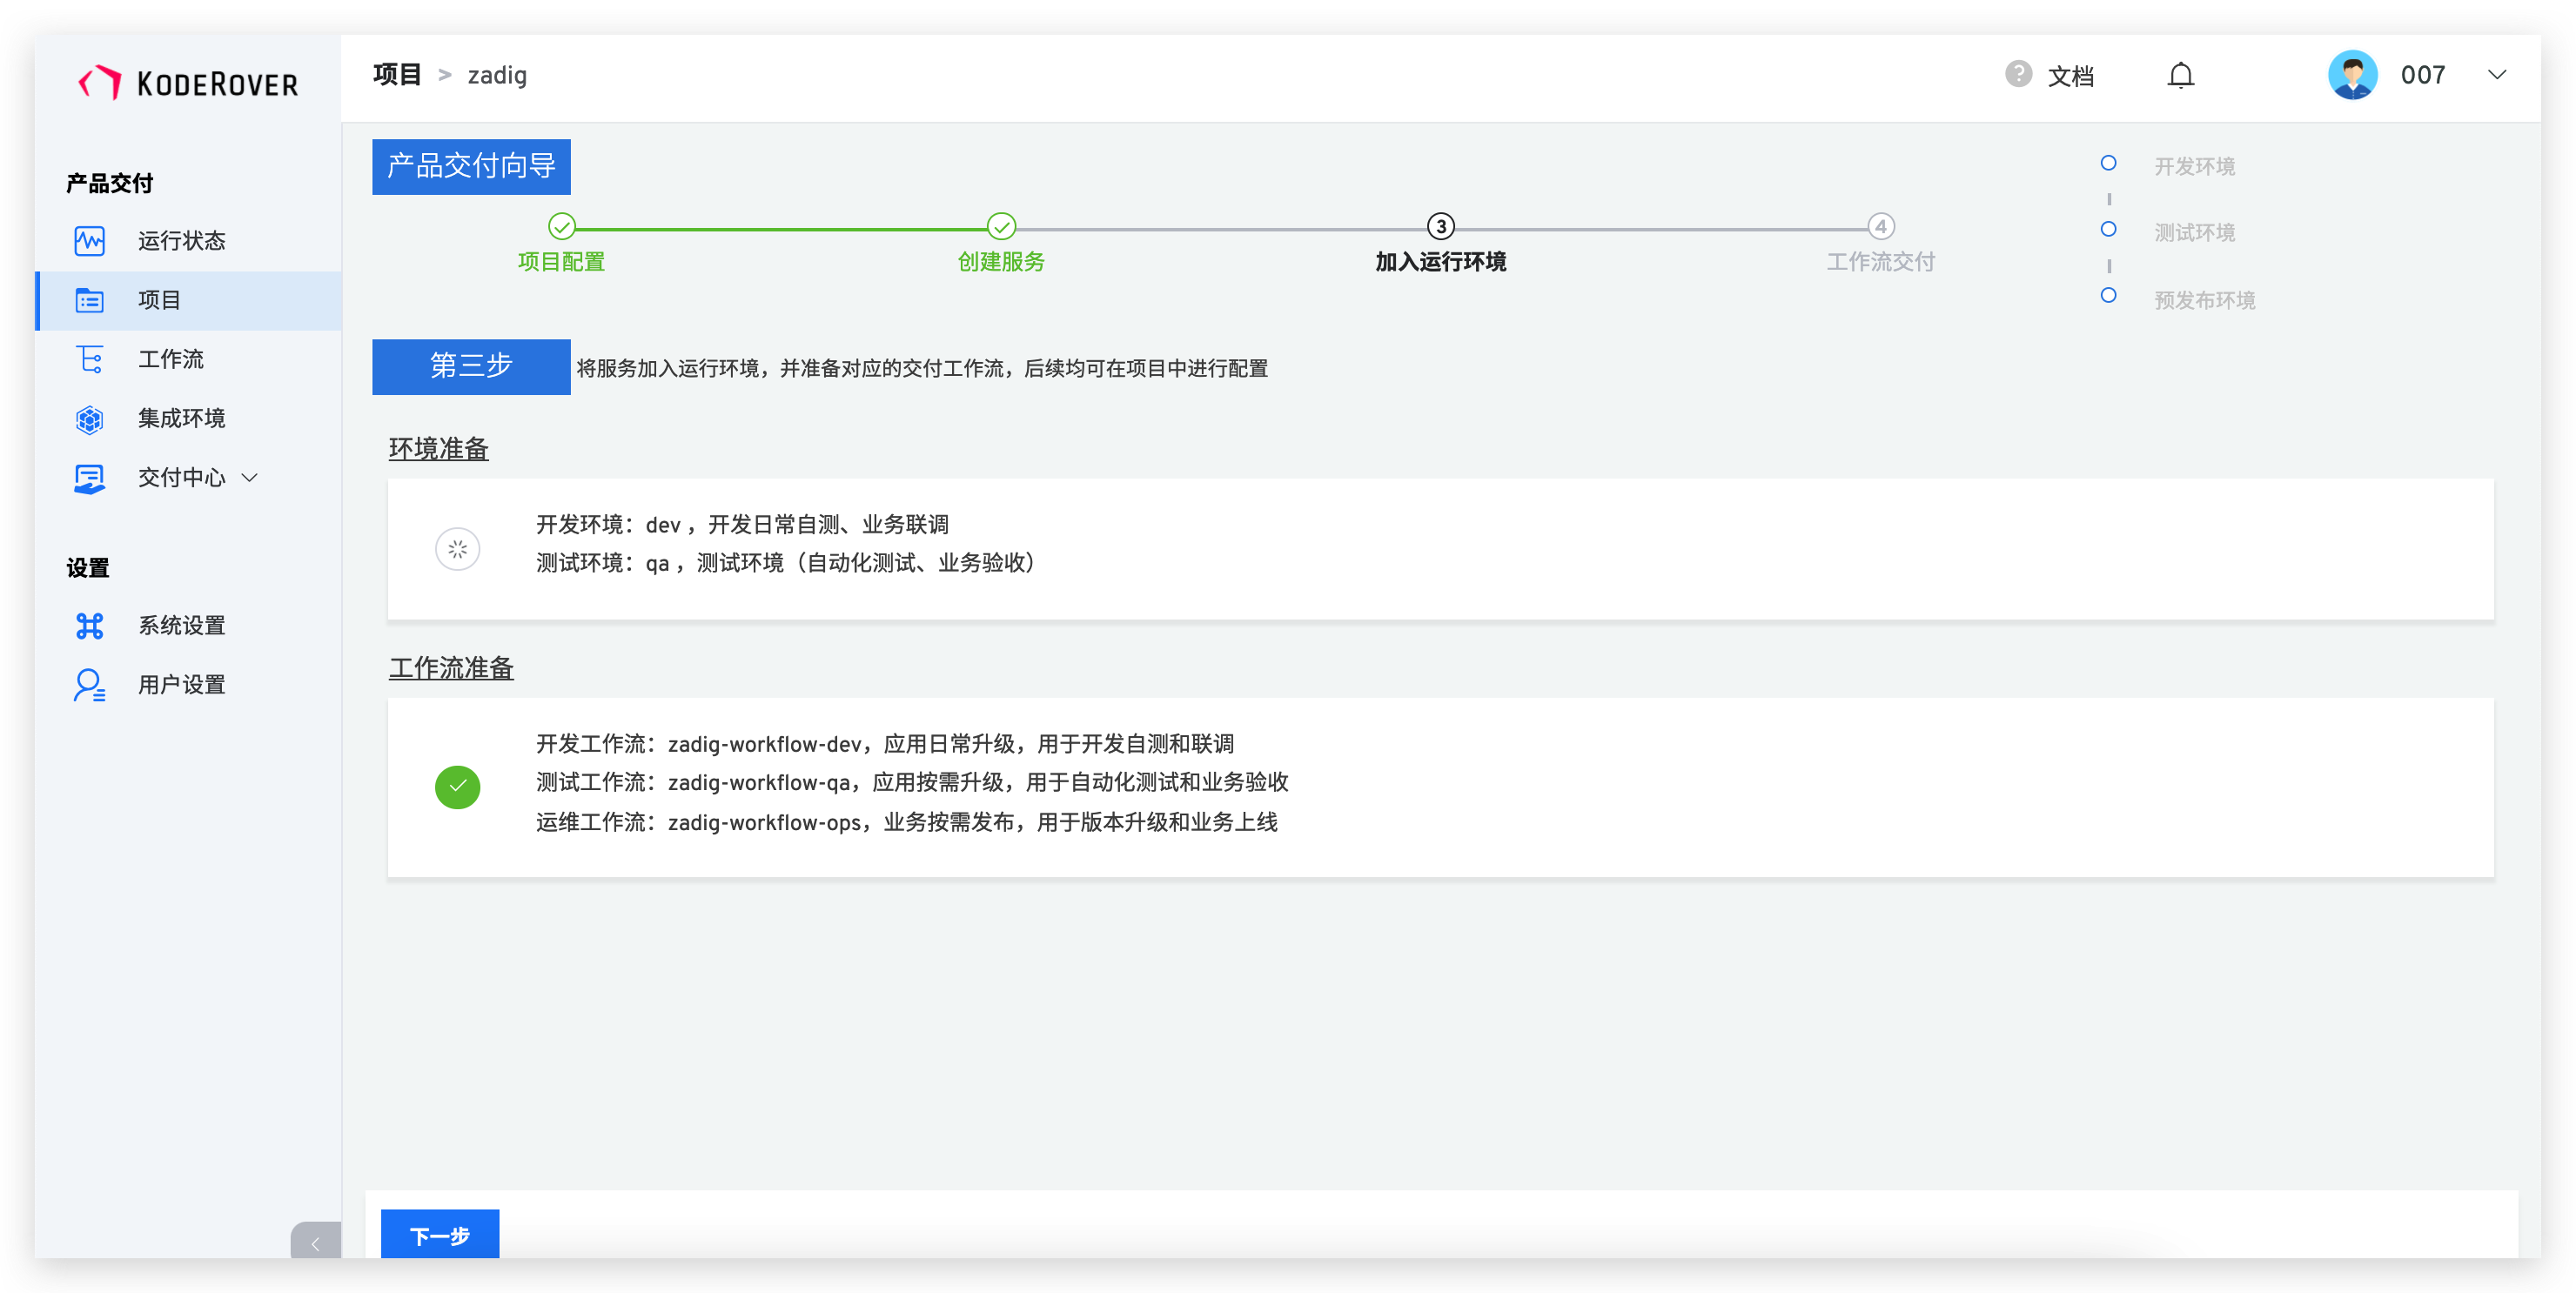 KODEROVER
项目 > zadig
? 文档
007
产品交付
运行状态
项目
工作流
集成环境
交付中心
设置
系统设置
用户设置
产品交付向导
项目配置
创建服务
3
加入运行环境
4
工作流交付
开发环境
测试环境
预发布环境
第三步 将服务加入运行环境，并准备对应的交付工作流，后续均可在项目中进行配置
环境准备
开发环境：dev ，开发日常自测、业务联调
测试环境：qa ，测试环境（自动化测试、业务验收）
工作流准备
开发工作流：zadig-workflow-dev，应用日常升级，用于开发自测和联调
测试工作流：zadig-workflow-qa，应用按需升级，用于自动化测试和业务验收
运维工作流：zadig-workflow-ops，业务按需发布，用于版本升级和业务上线
下一步